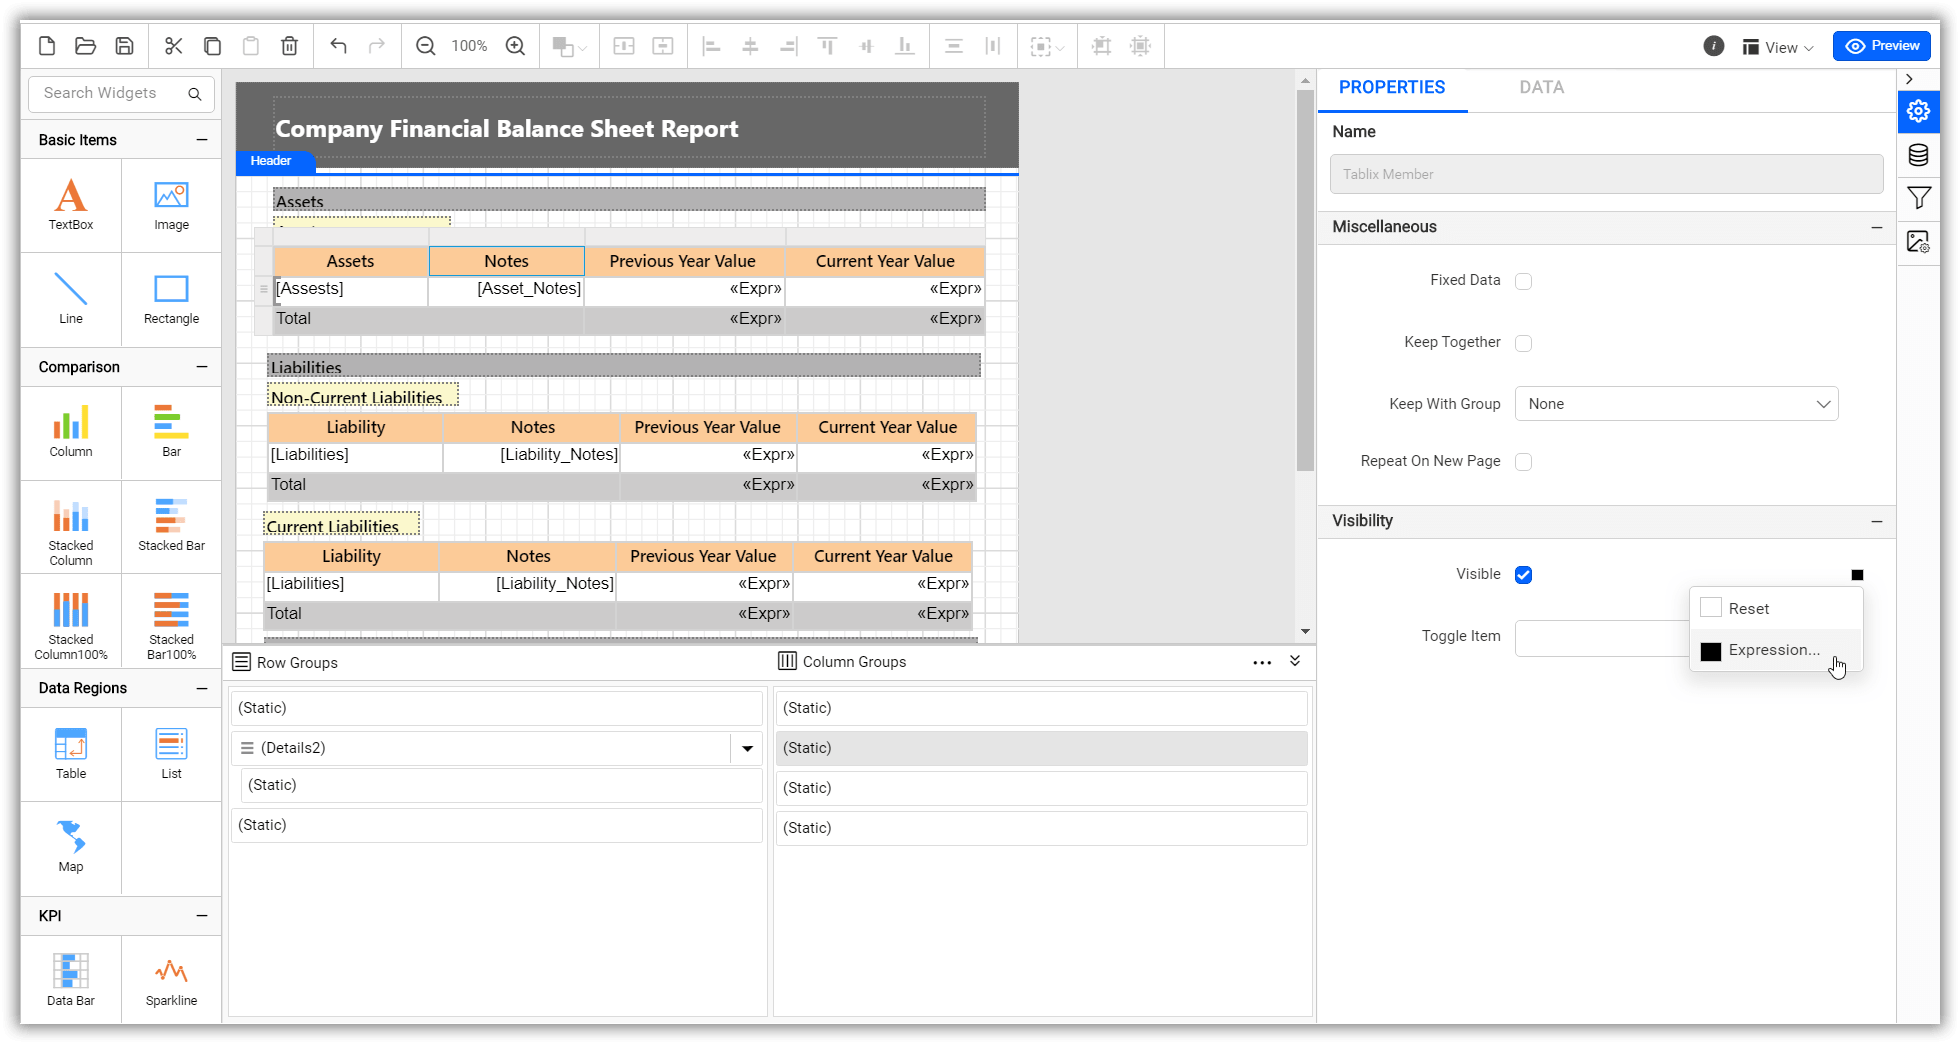 100%
i
View
Preview
Search Widgets
Basic Items
TextBox
Image
Line
Rectangle
Comparison
Column
Bar
Stacked
Column
Stacked Bar
Stacked
Column100%
Stacked
Bar100%
Data Regions
Table
List
Map
KPI
Data Bar
Sparkline
Company Financial Balance Sheet Report
Header
Assets
Assets Notes Previous Year Value Current Year Value
[Assests] [Asset_Notes] «Expr» «Expr»
Total «Expr» «Expr»
Liabilities
Non-Current Liabilities
Liability Notes Previous Year Value Current Year Value
[Liabilities] [Liability_Notes] «Expr» «Expr»
Total «Expr» «Expr»
Current Liabilities
Liability Notes Previous Year Value Current Year Value
[Liabilities] [Liability_Notes] «Expr» «Expr»
Total «Expr» «Expr»
Row Groups
(Static)
(Details2)
(Static)
(Static)
Column Groups
(Static)
(Static)
(Static)
(Static)
PROPERTIES
DATA
Name
Tablix Member
Miscellaneous
Fixed Data
Keep Together
Keep With Group None
Repeat On New Page
Visibility
Visible
Toggle Item
Reset
Expression...